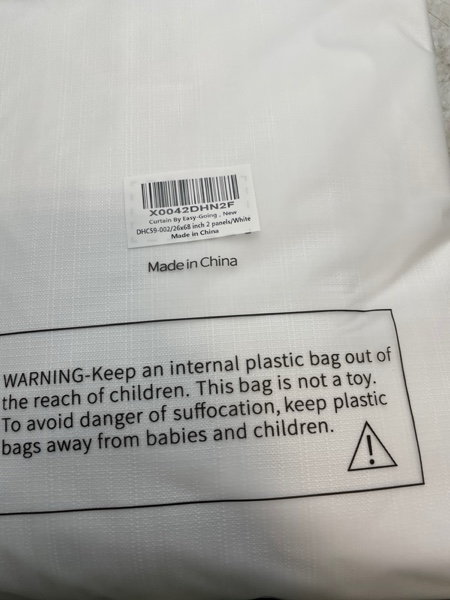 X0042DHN2F
Curtain By Easy-Going , New
DHC59-002/26x68 inch 2 panels/White
Made in China
Made in China
WARNING-Keep an internal plastic bag out of
the reach of children. This bag is not a toy.
To avoid danger of suffocation, keep plastic
bags away from babies and children.
!